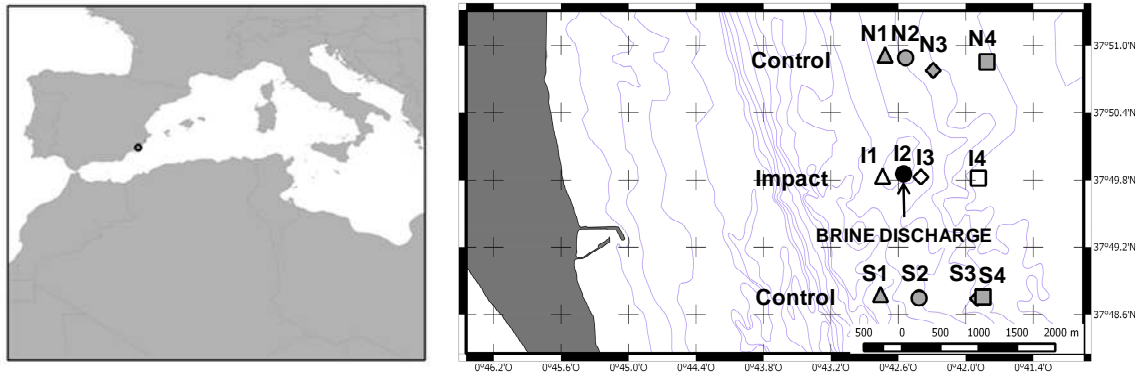 N1 N2 N3 N4
Control
37°51.0'N
37°50.4'N
I1 I2 I3 I4
Impact
37°49.8'N
BRINE DISCHARGE
37°49.2'N
S1 S2 S3 S4
Control
37°48.6'N
500 0 500 1000 1500 2000 m
0°46.2'O 0°45.6'O 0°45.0'O 0°44.4'O 0°43.8'O 0°43.2'O 0°42.6'O 0°42.0'O 0°41.4'O